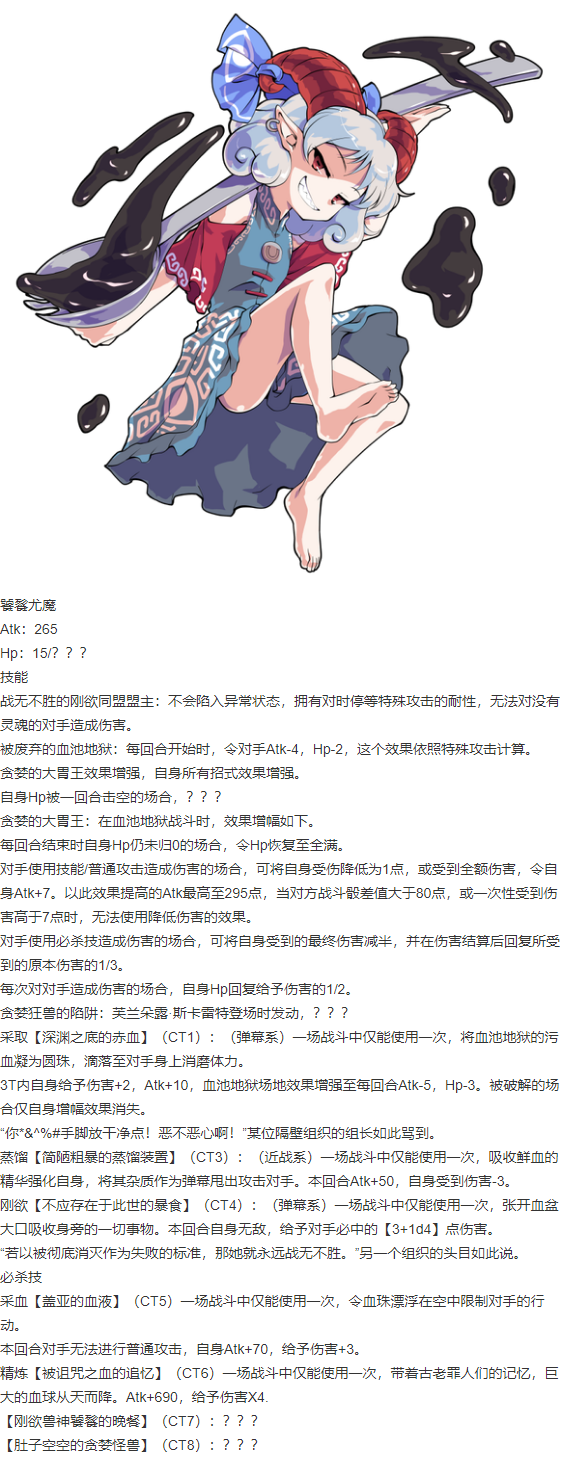 饕餮尤魔
Atk：265
Hp：15/？？？
技能
战无不胜的刚欲同盟盟主：不会陷入异常状态，拥有对时停等特殊攻击的耐性，无法对没有
灵魂的对手造成伤害。
被废弃的血池地狱：每回合开始时，令对手Atk-4，Hp-2，这个效果依照特殊攻击计算。
贪婪的大胃王效果增强，自身所有招式效果增强。
自身Hp被一回合击空的场合，？？？
贪婪的大胃王：在血池地狱战斗时，效果增幅如下。
每回合结束时自身Hp仍未归0的场合，令Hp恢复至全满。
对手使用技能/普通攻击造成伤害的场合，可将自身受伤降低为1点，或受到全额伤害，令自
身Atk+7。以此效果提高的Atk最高至295点，当对方战斗骰差值大于80点，或一次性受到伤
害高于7点时，无法使用降低伤害的效果。
对手使用必杀技造成伤害的场合，可将自身受到的最终伤害减半，并在伤害结算后回复所受
到的原本伤害的1/3。
每次对对手造成伤害的场合，自身Hp回复给予伤害的1/2。
贪婪狂兽的陷阱：芙兰朵露·斯卡雷特登场时发动，？？？
采取【深渊之底的赤血】（CT1）：（弹幕系）一场战斗中仅能使用一次，将血池地狱的污
血凝为圆珠，滴落至对手身上消磨体力。
3T内自身给予伤害+2，Atk+10，血池地狱场地效果增强至每回合Atk-5，Hp-3。被破解的场
合仅自身增幅效果消失。
“你*&^%#手脚放干净点！恶不恶心啊！”某位隔壁组织的组长如此骂到。
蒸馏【简陋粗暴的蒸馏装置】（CT3）：（近战系）一场战斗中仅能使用一次，吸收鲜血的
精华强化自身，将其杂质作为弹幕甩出攻击对手。本回合Atk+50，自身受到伤害-3。
刚欲【不应存在于此世的暴食】（CT4）：（弹幕系）一场战斗中仅能使用一次，张开血盆
大口吸收身旁的一切事物。本回合自身无敌，给予对手必中的【3+1d4】点伤害。
“若以被彻底消灭作为失败的标准，那她就永远战无不胜。”另一个组织的头目如此说。
必杀技
采血【盖亚的血液】（CT5）一场战斗中仅能使用一次，令血珠漂浮在空中限制对手的行
动。
本回合对手无法进行普通攻击，自身Atk+70，给予伤害+3。
精炼【被诅咒之血的追忆】（CT6）一场战斗中仅能使用一次，带着古老罪人们的记忆，巨
大的血球从天而降。Atk+690，给予伤害X4.
【刚欲兽神饕餮的晚餐】（CT7）：？？？
【肚子空空的贪婪怪兽】（CT8）：？？？